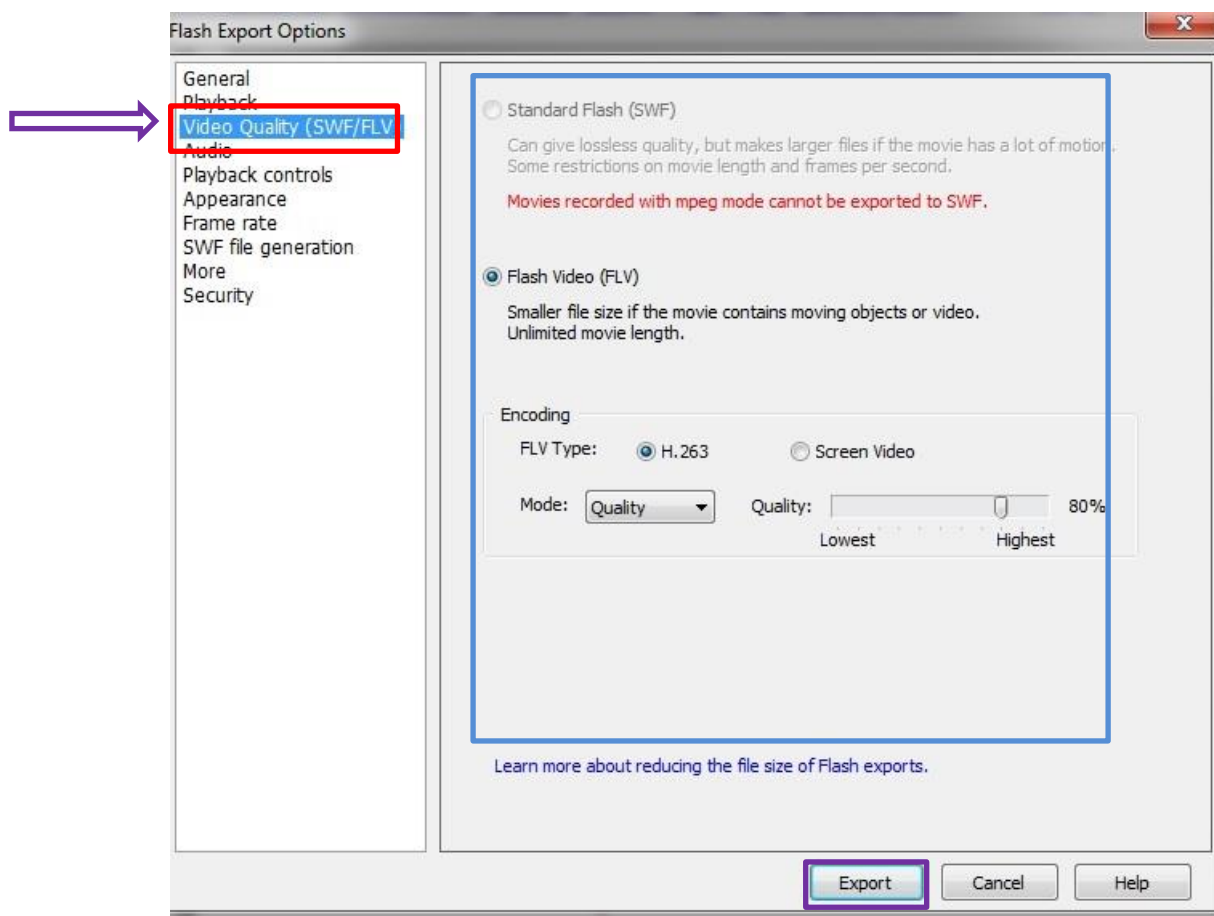 Flash Export Options
General
Playback
Video Quality (SWF/FLV)
Audio
Playback controls
Appearance
Frame rate
SWF file generation
More
Security
Standard Flash (SWF)
Can give lossless quality, but makes larger files if the movie has a lot of motion.
Some restrictions on movie length and frames per second.
Movies recorded with mpeg mode cannot be exported to SWF.
Flash Video (FLV)
Smaller file size if the movie contains moving objects or video.
Unlimited movie length.
Encoding
FLV Type: H.263 Screen Video
Mode: Quality Quality: 80%
Lowest Highest
Learn more about reducing the file size of Flash exports.
Export Cancel Help